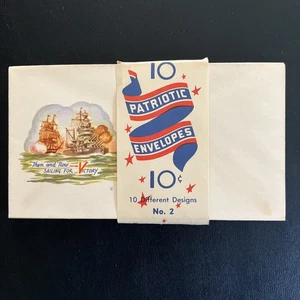 10
PATRIOTIC
ENVELOPES
10¢
10 Different Designs
No. 2
Then and Now
SAILING FOR VICTORY